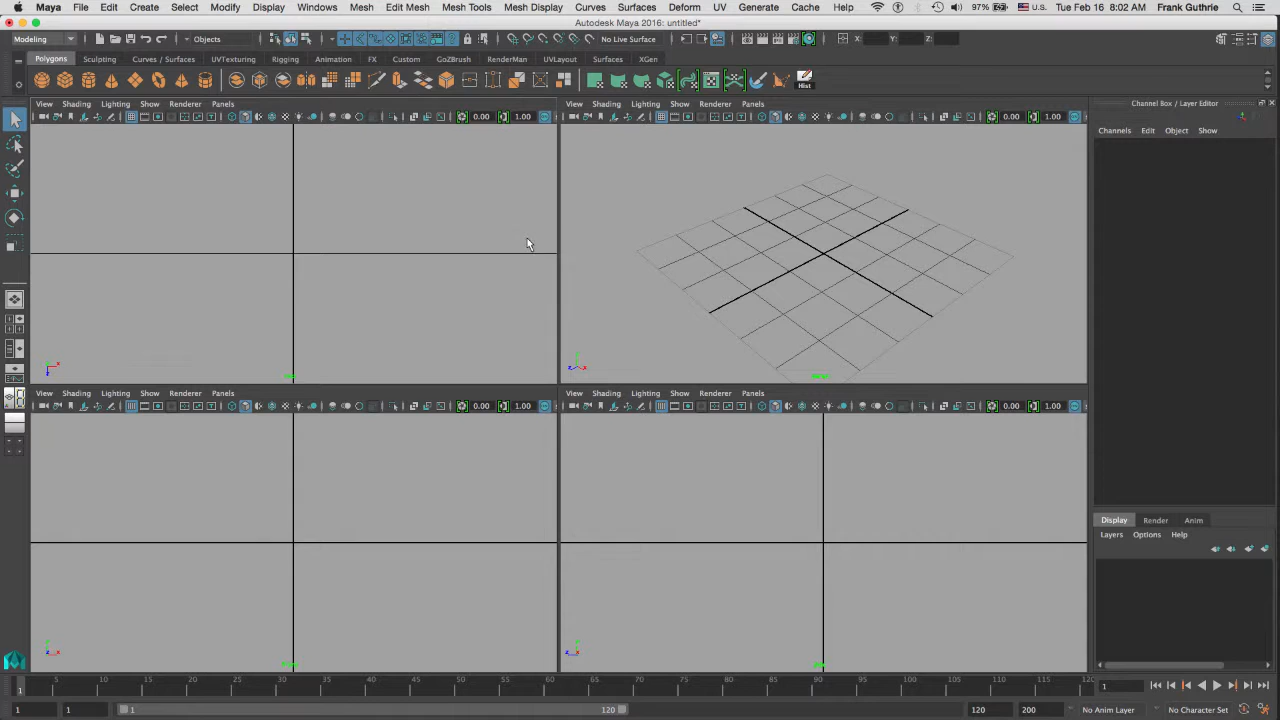 Maya File Edit Create Select Modify Display Windows Mesh Edit Mesh Mesh Tools Mesh Display Curves Surfaces Deform UV Generate Cache Help 97% U.S. Tue Feb 16 8:02 AM Frank Guthrie
Autodesk Maya 2016: untitled*
Modeling Objects No Live Surface X: Y: Z:
Polygons Sculpting Curves / Surfaces UVTexturing Rigging Animation FX Custom GoZBrush RenderMan UVLayout Surfaces XGen
Hist
View Shading Lighting Show Renderer Panels View Shading Lighting Show Renderer Panels Channel Box / Layer Editor
0.00 1.00 0.00 1.00
Channels Edit Object Show
View Shading Lighting Show Renderer Panels View Shading Lighting Show Renderer Panels
0.00 1.00 0.00 1.00
Display Render Anim
Layers Options Help
5 10 15 20 25 30 35 40 45 50 55 60 65 70 75 80 85 90 95 100 105 110 115 120
1 1
1 1 1 120 120 200 No Anim Layer No Character Set